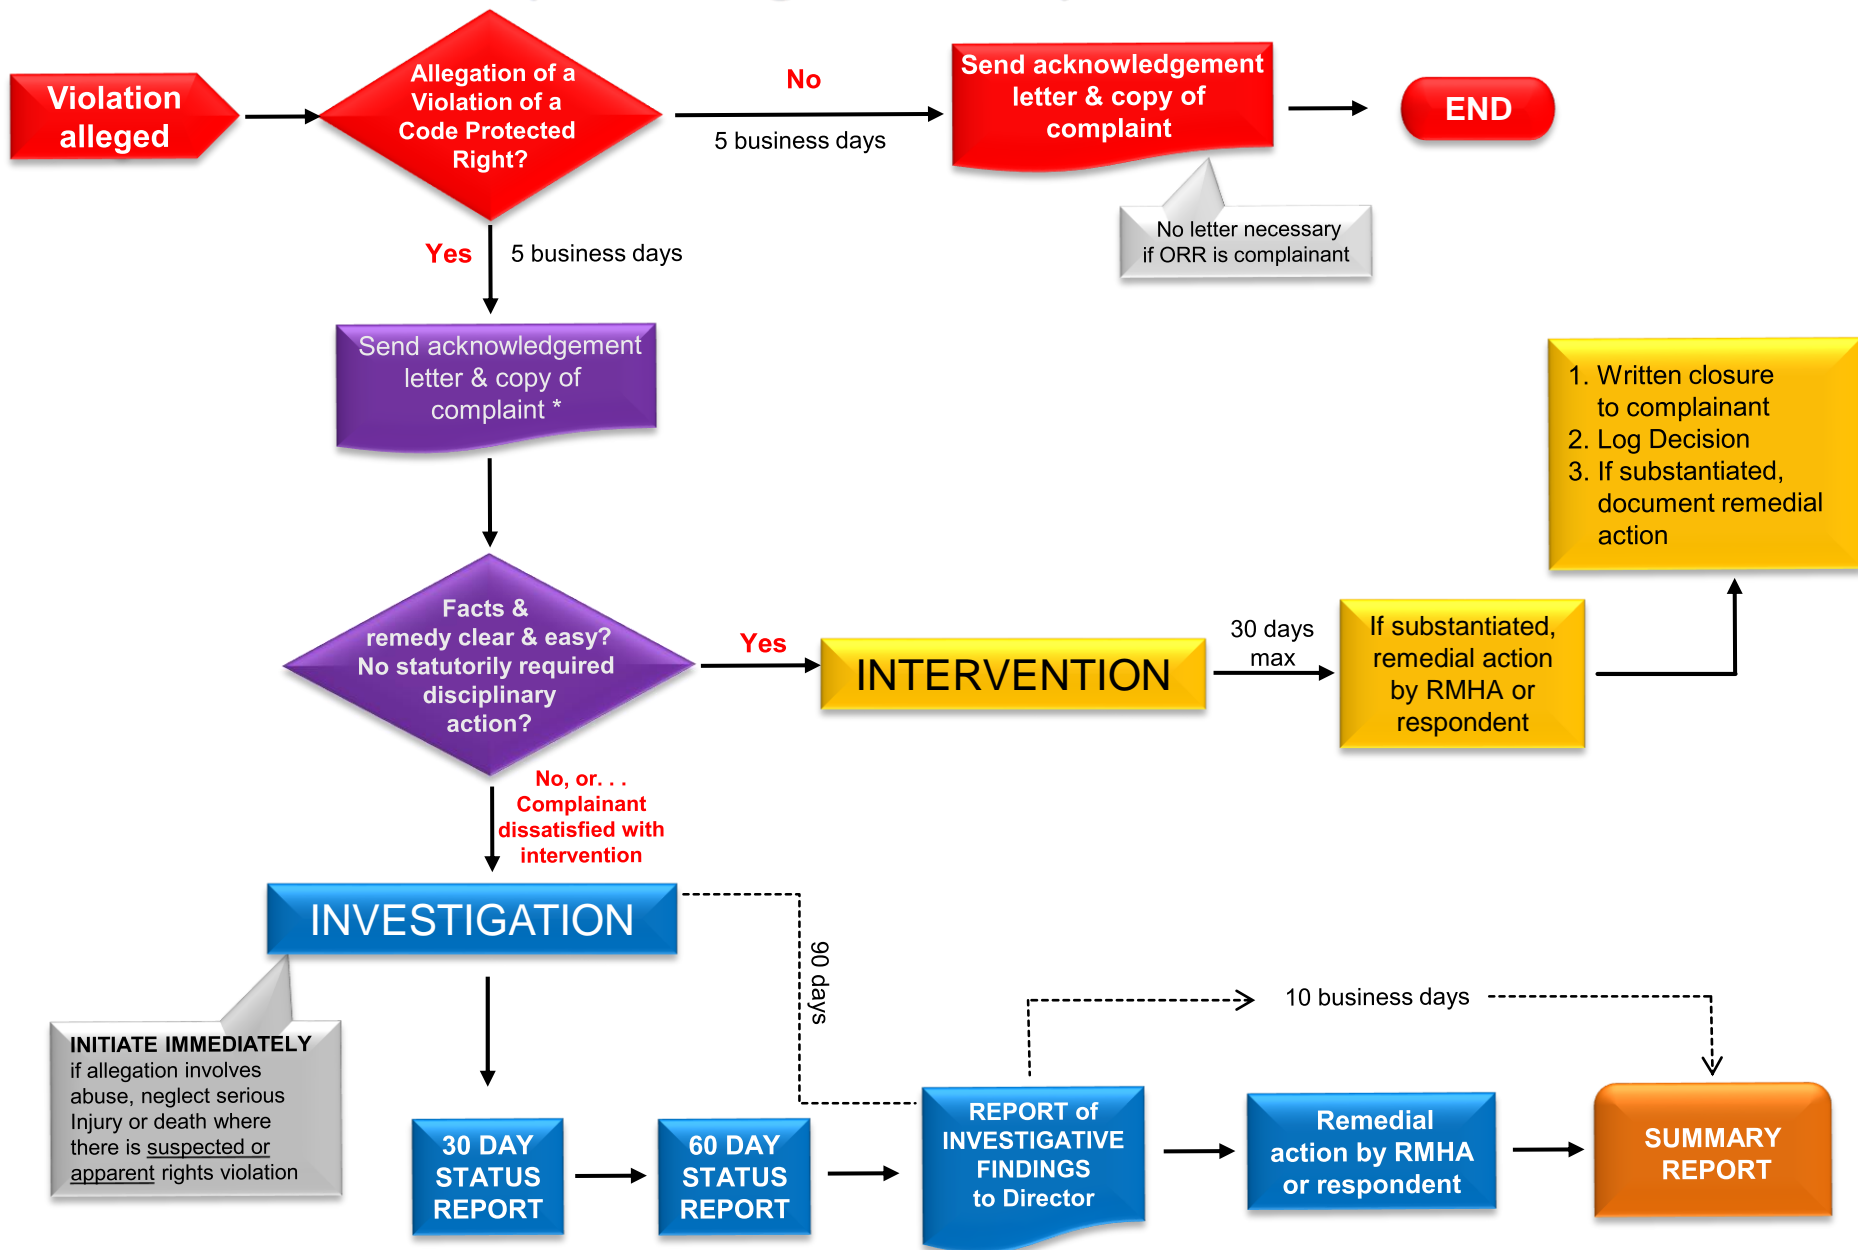 Violation
alleged
Allegation of a
Violation of a
Code Protected
Right?
No
5 business days
Send acknowledgement
letter & copy of
complaint
END
No letter necessary
if ORR is complainant
Yes
5 business days
Send acknowledgement
letter & copy of
complaint *
1. Written closure
to complainant
2. Log Decision
3. If substantiated,
document remedial
action
Facts &
remedy clear & easy?
No statutorily required
disciplinary
action?
Yes
INTERVENTION
30 days
max
If substantiated,
remedial action
by RMHA or
respondent
No, or. . .
Complainant
dissatisfied with
intervention
INVESTIGATION
90 days
10 business days
INITIATE IMMEDIATELY
if allegation involves
abuse, neglect serious
Injury or death where
there is suspected or
apparent rights violation
30 DAY
STATUS
REPORT
60 DAY
STATUS
REPORT
REPORT of
INVESTIGATIVE
FINDINGS
to Director
Remedial
action by RMHA
or respondent
SUMMARY
REPORT